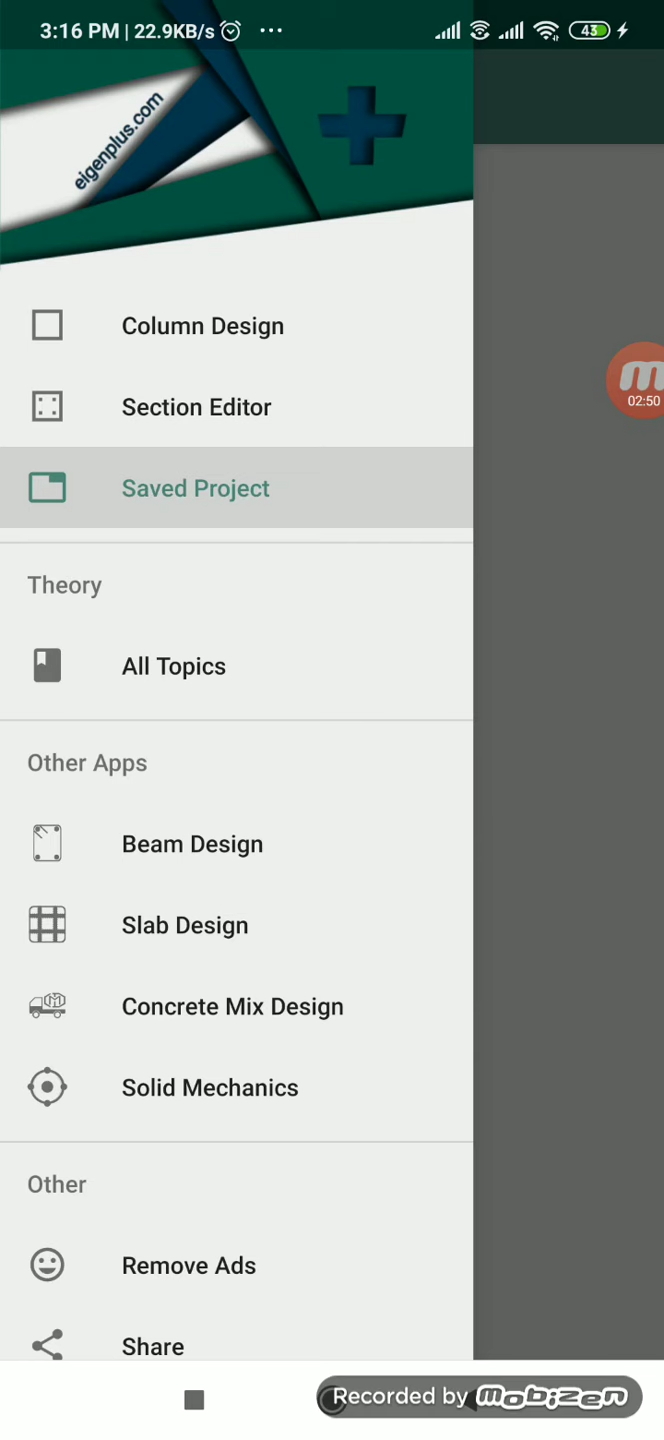 3:16 PM | 22.9KB/s ...
43
eigenplus.com
Column Design
02:50
Section Editor
Saved Project
Theory
All Topics
Other Apps
Beam Design
Slab Design
Concrete Mix Design
Solid Mechanics
Other
Remove Ads
Share
Recorded by mobizen